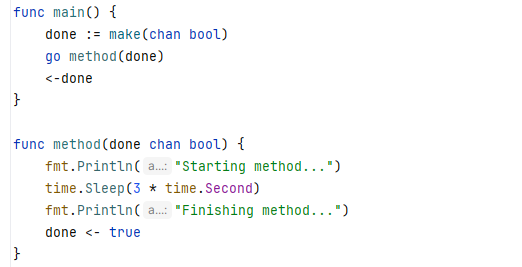 func main() {
    done := make(chan bool)
    go method(done)
    <-done
}

func method(done chan bool) {
    fmt.Println( a...: "Starting method...")
    time.Sleep(3 * time.Second)
    fmt.Println( a...: "Finishing method...")
    done <- true
}